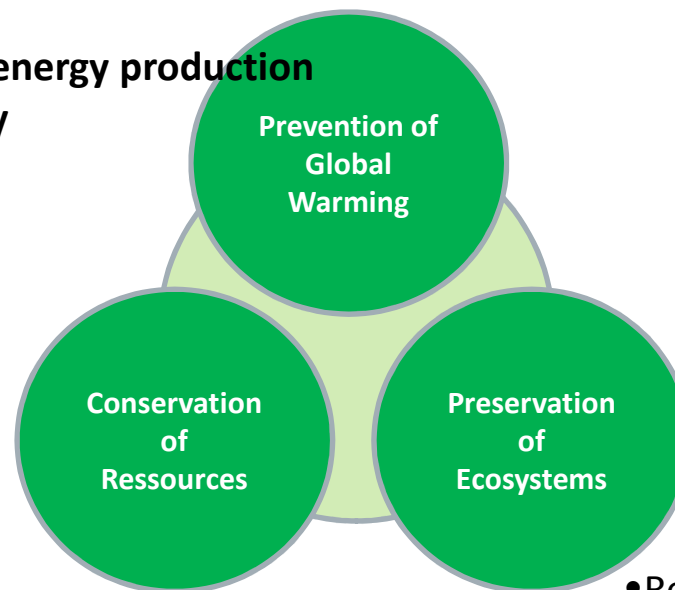 energy production
Prevention of
Global
Warming
Conservation
of
Ressources
Preservation
of
Ecosystems